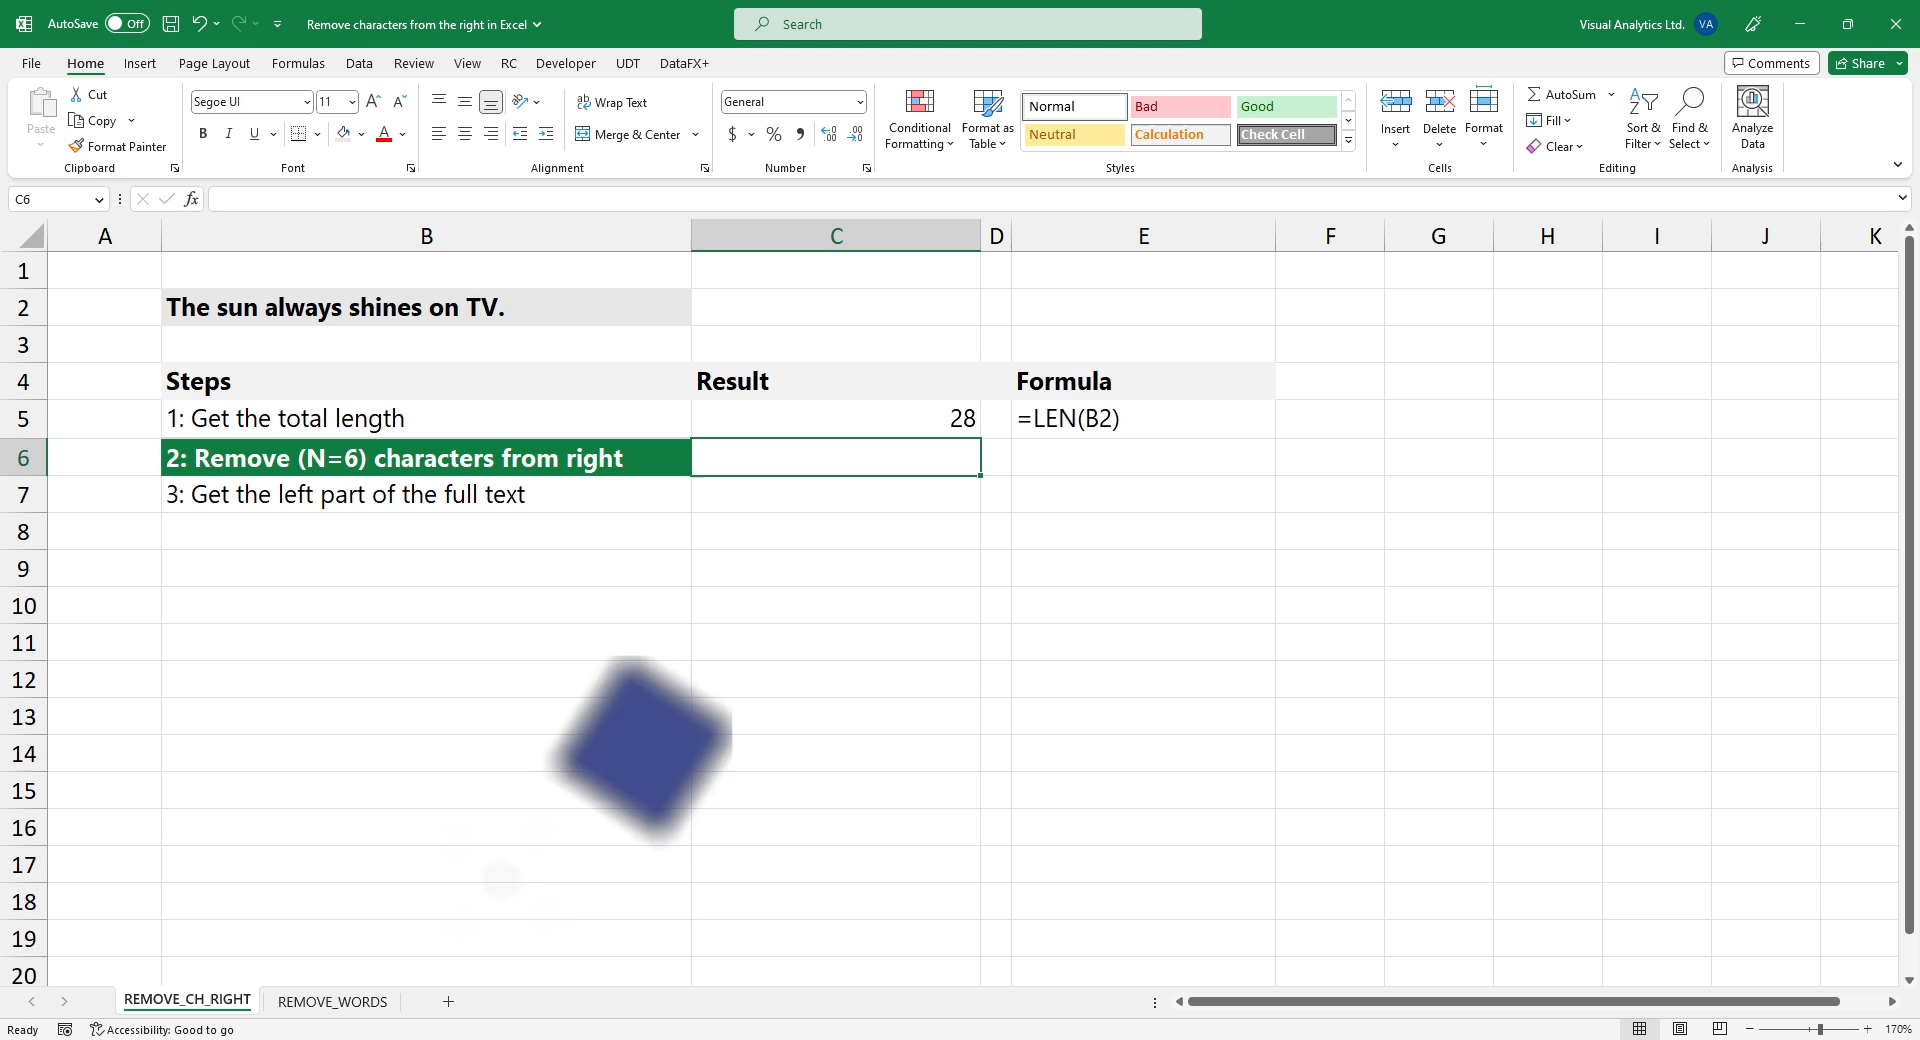 AutoSave Off Remove characters from the right in Excel Search Visual Analytics Ltd. VA
File Home Insert Page Layout Formulas Data Review View RC Developer UDT DataFX+ Comments Share
Paste Cut Copy Format Painter Clipboard
Segoe UI 11 A A B I U A Font
Wrap Text Merge & Center Alignment
General $ % Number
Conditional Formatting Format as Table Normal Bad Good Neutral Calculation Check Cell Styles
Insert Delete Format Cells
AutoSum Fill Clear Sort & Filter Find & Select Editing
Analyze Data Analysis
C6 fx
A B C D E F G H I J K
1
2 The sun always shines on TV.
3
4 Steps Result Formula
5 1: Get the total length 28 =LEN(B2)
6 2: Remove (N=6) characters from right
7 3: Get the left part of the full text
8
9
10
11
12
13
14
15
16
17
18
19
20
REMOVE_CH_RIGHT REMOVE_WORDS
Ready Accessibility: Good to go 170%